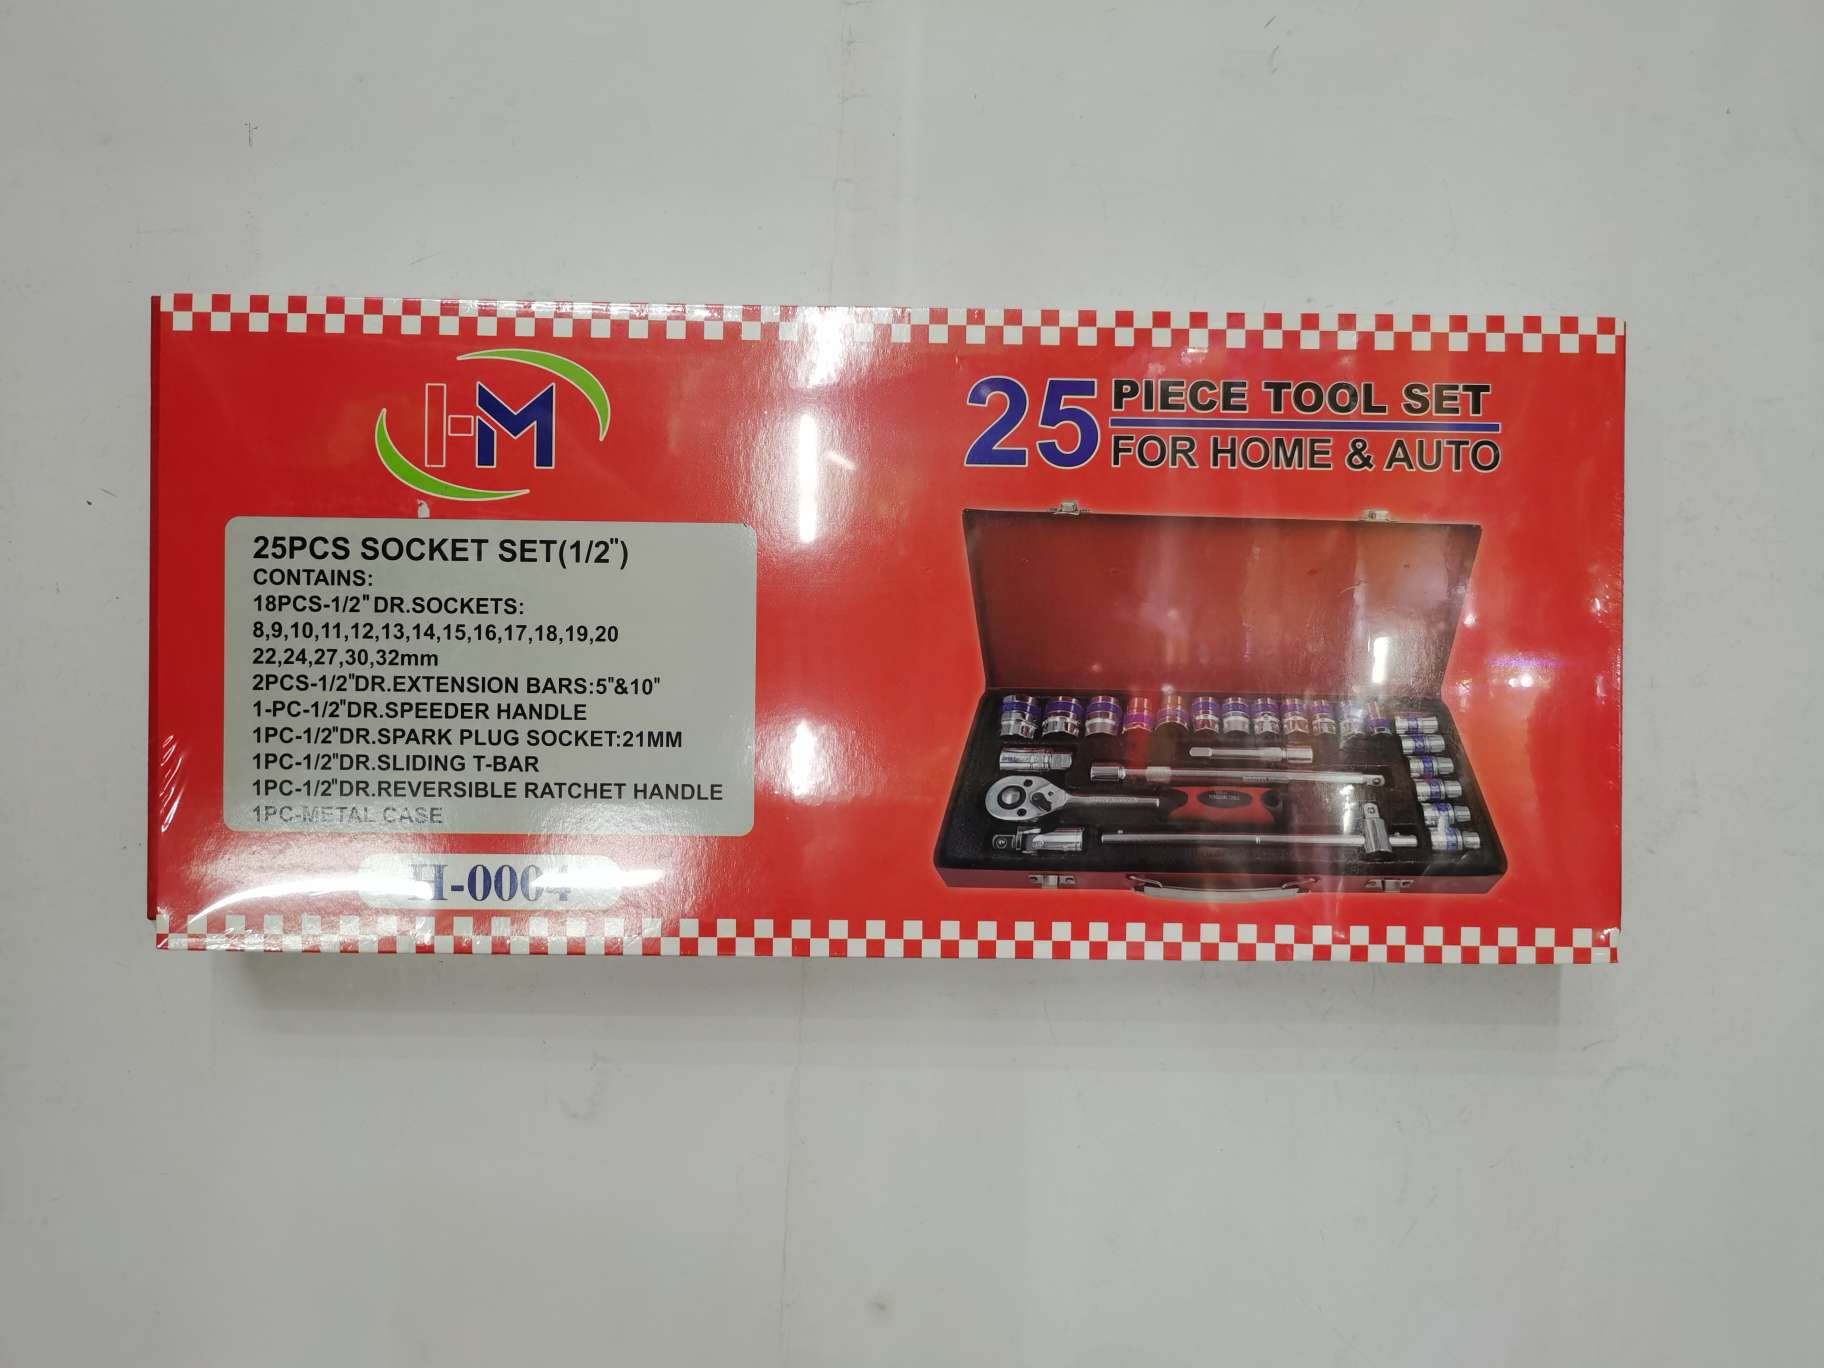 HM
25 PIECE TOOL SET
FOR HOME & AUTO
25PCS SOCKET SET(1/2")
CONTAINS:
18PCS-1/2" DR.SOCKETS:
8,9,10,11,12,13,14,15,16,17,18,19,20
22,24,27,30,32mm
2PCS-1/2"DR.EXTENSION BARS:5"&10"
1-PC-1/2"DR.SPEEDER HANDLE
1PC-1/2"DR.SPARK PLUG SOCKET:21MM
1PC-1/2"DR.SLIDING T-BAR
1PC-1/2"DR.REVERSIBLE RATCHET HANDLE
1PC-METAL CASE
H-0004